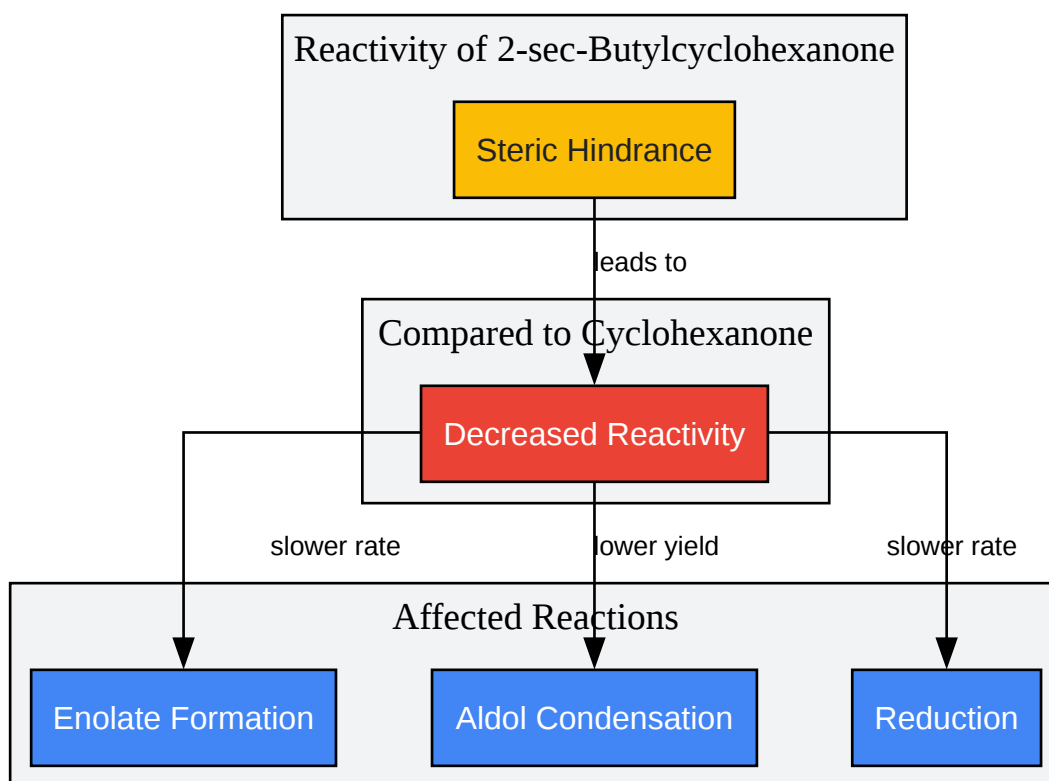 Reactivity of 2-sec-Butylcyclohexanone
Steric Hindrance
leads to
Compared to Cyclohexanone
Decreased Reactivity
slower rate
lower yield
slower rate
Affected Reactions
Enolate Formation
Aldol Condensation
Reduction